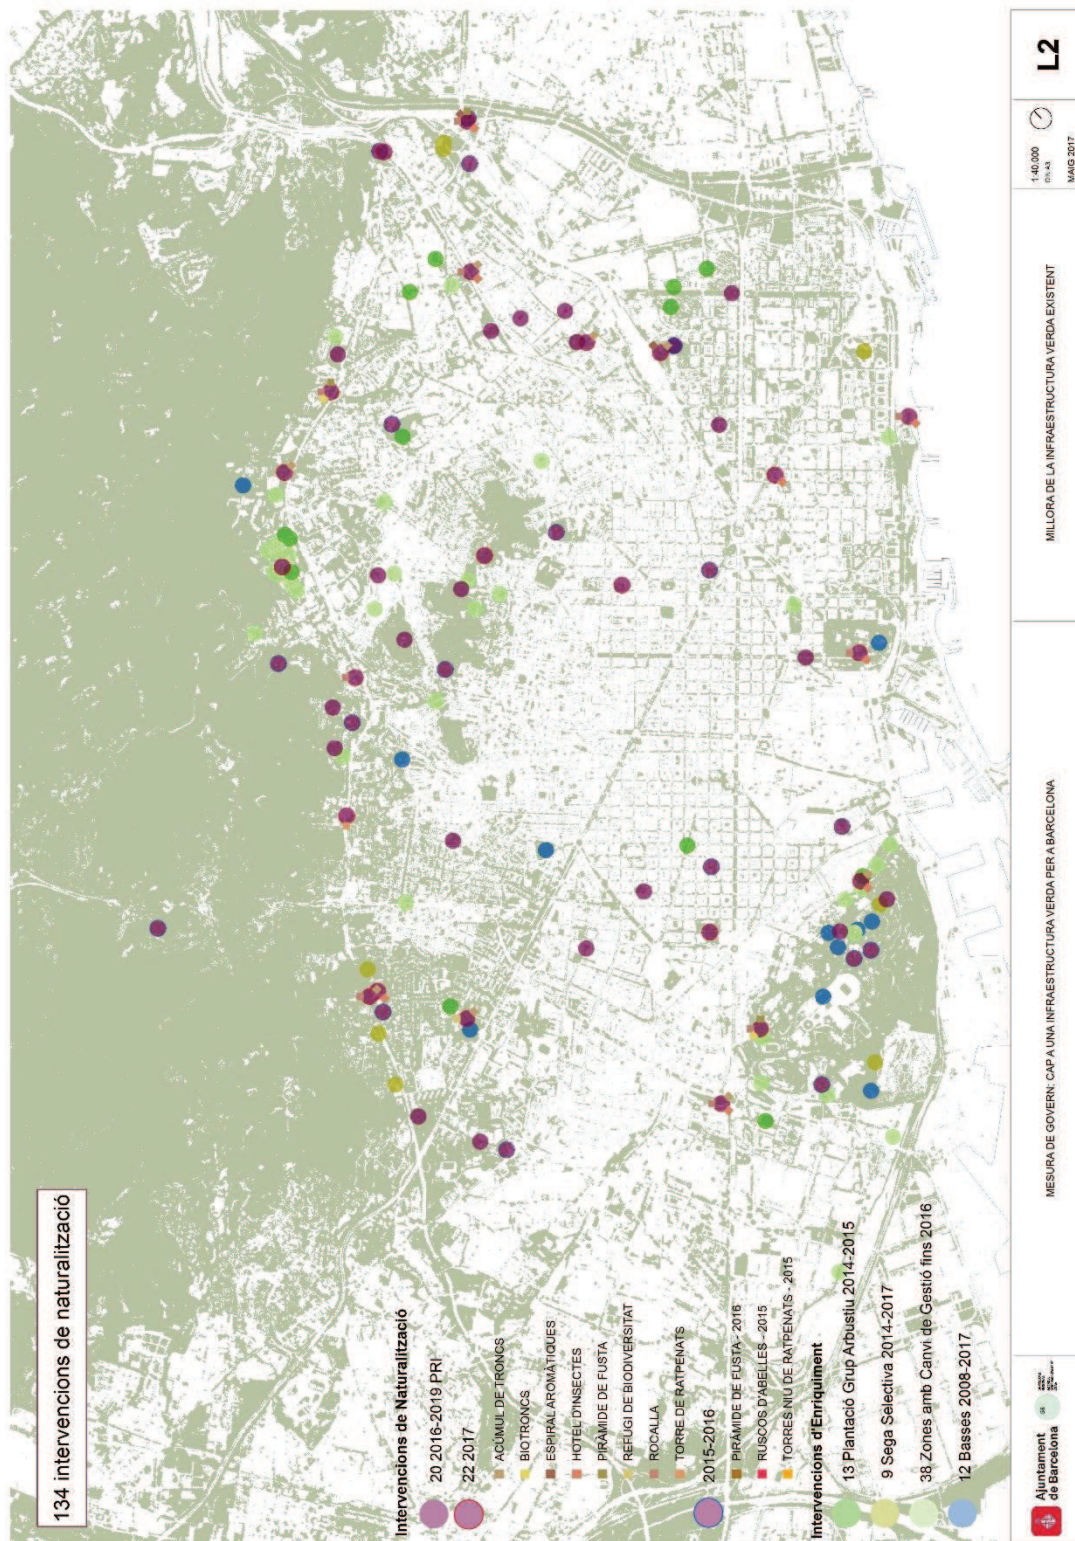 134 intervencions de naturalització
Intervencions de Naturalització
20 2016-2019 PRI
22 2017
ACUMUL DE TRONCS
BIOTRONCS
ESPIRAL AROMÀTIQUES
HOTEL D'INSECTES
PIRÀMIDE DE FUSTA
REFUGI DE BIODIVERSITAT
ROCALLA
TORRE DE RATPENATS
2015-2016
PIRÀMIDE DE FUSTA - 2016
RUSCOS D'ABELLES - 2015
TORRES NIU DE RATPENATS - 2015
Intervencions d'Enriquiment
13 Plantació Grup Arbustiu 2014-2015
9 Sega Selectiva 2014-2017
38 Zones amb Canvi de Gestió fins 2016
12 Basses 2008-2017
Ajuntament
de Barcelona
MESURA DE GOVERN: CAP A UNA INFRAESTRUCTURA VERDA PER A BARCELONA
MILLORA DE LA INFRAESTRUCTURA VERDA EXISTENT
1:40.000
MAIG 2017
L2